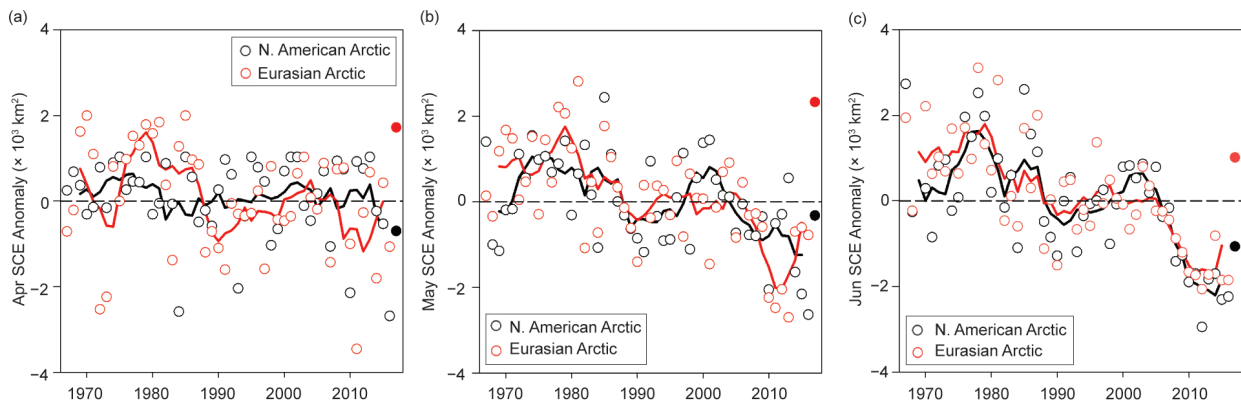 (a)
Apr SCE Anomaly (× 10³ km²)
4
2
0
−2
−4
1970 1980 1990 2000 2010
N. American Arctic
Eurasian Arctic
(b)
May SCE Anomaly (× 10³ km²)
4
2
0
−2
−4
1970 1980 1990 2000 2010
N. American Arctic
Eurasian Arctic
(c)
Jun SCE Anomaly (× 10³ km²)
4
2
0
−2
−4
1970 1980 1990 2000 2010
N. American Arctic
Eurasian Arctic